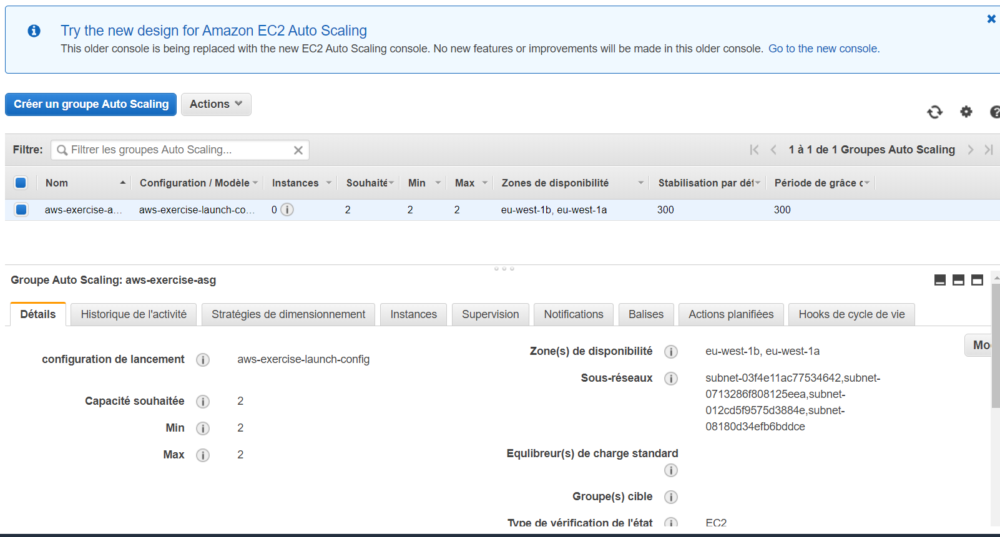 Try the new design for Amazon EC2 Auto Scaling
This older console is being replaced with the new EC2 Auto Scaling console. No new features or improvements will be made in this older console. Go to the new console.
Créer un groupe Auto Scaling Actions
Filtre: Filtrer les groupes Auto Scaling... 1 à 1 de 1 Groupes Auto Scaling
Nom Configuration / Modèle Instances Souhaité Min Max Zones de disponibilité Stabilisation par déf Période de grâce c
aws-exercise-a... aws-exercise-launch-co... 0 2 2 2 eu-west-1b, eu-west-1a 300 300
Groupe Auto Scaling: aws-exercise-asg
Détails Historique de l'activité Stratégies de dimensionnement Instances Supervision Notifications Balises Actions planifiées Hooks de cycle de vie
Mo
configuration de lancement aws-exercise-launch-config
Capacité souhaitée 2
Min 2
Max 2
Zone(s) de disponibilité eu-west-1b, eu-west-1a
Sous-réseaux subnet-03f4e11ac77534642,subnet-
0713286f808125eea,subnet-
012cd5f9575d3884e,subnet-
08180d34efb6bddce
Equlibreur(s) de charge standard
Groupe(s) cible
Type de vérification de l'état EC2